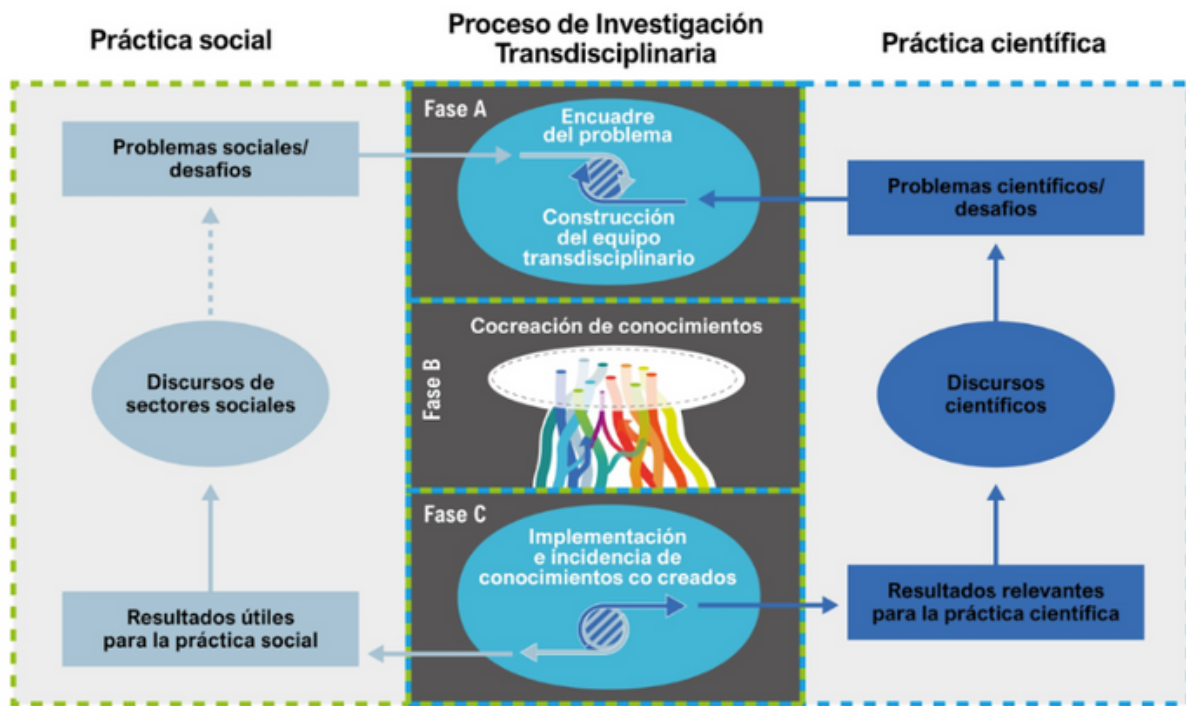 Práctica social
Proceso de Investigación
Transdisciplinaria
Práctica científica
Fase A
Encuadre
del problema
Construcción
del equipo
transdisciplinario
Problemas sociales/
desafios
Problemas científicos/
desafios
Fase B
Cocreación de conocimientos
Discursos de
sectores sociales
Discursos
científicos
Fase C
Implementación
e incidencia de
conocimientos co creados
Resultados útiles
para la práctica social
Resultados relevantes
para la práctica científica